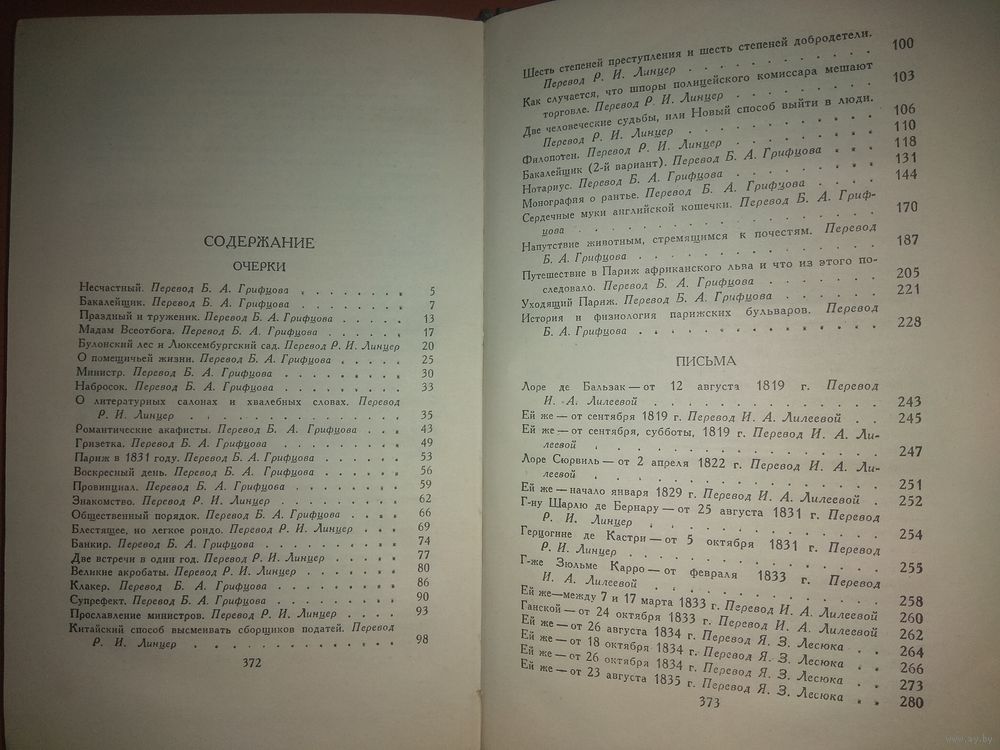 СОДЕРЖАНИЕ
ОЧЕРКИ
Несчастный. Перевод Б. А. Грифцова . . . . . . . 5
Бакалейщик. Перевод Б. А. Грифцова . . . . . . . 7
Праздный и труженик. Перевод Б. А. Грифцова . . . . 13
Мадам Всеотбога. Перевод Б. А. Грифцова . . . . . 17
Булонский лес и Люксембургский сад. Перевод Р. И. Линцер 20
О помещичьей жизни. Перевод Б. А. Грифцова . . . . 25
Министр. Перевод Б. А. Грифцова . . . . . . . . 30
Набросок. Перевод Б. А. Грифцова . . . . . . . . 33
О литературных салонах и хвалебных словах. Перевод
Р. И. Линцер . . . . . . . . . . . . . 35
Романтические акафисты. Перевод Б. А. Грифцова . . . 43
Гризетка. Перевод Б. А. Грифцова . . . . . . . . 49
Париж в 1831 году. Перевод Б. А. Грифцова . . . . . 53
Воскресный день. Перевод Б. А. Грифцова . . . . . . 56
Провинциал. Перевод Б. А. Грифцова . . . . . . . 59
Знакомство. Перевод Р. И. Линцер . . . . . . . . 62
Общественный порядок. Перевод Б. А. Грифцова . . . . 66
Блестящее, но легкое рондо. Перевод Р. И. Линцер . . . 69
Банкир. Перевод Б. А. Грифцова . . . . . . . . 74
Две встречи в один год. Перевод Р. И. Линцер . . . . 77
Великие акробаты. Перевод Р. И. Линцер . . . . . . 80
Клакер. Перевод Б. А. Грифцова . . . . . . . . 86
Супрефект. Перевод Б. А. Грифцова . . . . . . . . 90
Прославление министров. Перевод Р. И. Линцер . . . . 93
Китайский способ высмеивать сборщиков податей. Перевод
Р. И. Линцер . . . . . . . . . . . . . 98
372
Шесть степеней преступления и шесть степеней добродетели.
Перевод Р. И. Линцер . . . . . . . . . . 100
Как случается, что шпоры полицейского комиссара мешают
торговле. Перевод Р. И. Линцер . . . . . . . 103
Две человеческие судьбы, или Новый способ выйти в люди.
Перевод Р. И. Линцер . . . . . . . . . . 106
Филопотен. Перевод Р. И. Линцер . . . . . . . . 110
Бакалейщик (2-й вариант). Перевод Б. А. Грифцова . . . 118
Нотариус. Перевод Б. А. Грифцова . . . . . . . . 131
Монография о рантье. Перевод Б. А. Грифцова . . . . 144
Сердечные муки английской кошечки. Перевод Б. А. Гриф-
цова . . . . . . . . . . . . . . . . 170
Напутствие животным, стремящимся к почестям. Перевод
Б. А. Грифцова . . . . . . . . . . . . 187
Путешествие в Париж африканского льва и что из этого по-
следовало. Перевод Б. А. Грифцова . . . . . . 205
Уходящий Париж. Перевод Б. А. Грифцова . . . . . 221
История и физиология парижских бульваров. Перевод
Б. А. Грифцова . . . . . . . . . . . . 228
ПИСЬМА
Лоре де Бальзак — от 12 августа 1819 г. Перевод
И. А. Лилеевой . . . . . . . . . . . . 243
Ей же — от сентября 1819 г. Перевод И. А. Лилеевой . . 245
Ей же — от сентября, субботы, 1819 г. Перевод И. А. Ли-
леевой . . . . . . . . . . . . . . . 247
Лоре Сюрвиль — от 2 апреля 1822 г. Перевод И. А. Ли-
леевой . . . . . . . . . . . . . . . 251
Ей же — начало января 1829 г. Перевод И. А. Лилеевой . 252
Г-ну Шарлю де Бернару — от 25 августа 1831 г. Перевод
Р. И. Линцер . . . . . . . . . . . . . 254
Герцогине де Кастри — от 5 октября 1831 г. Перевод
Р. И. Линцер . . . . . . . . . . . . . 255
Г-же Зюльме Карро — от февраля 1833 г. Перевод
И. А. Лилеевой . . . . . . . . . . . . 258
Ей же — между 7 и 17 марта 1833 г. Перевод И. А. Лилеевой 260
Ганской — от 24 октября 1833 г. Перевод И. А. Лилеевой 262
Ей же — от 26 августа 1834 г. Перевод Я. З. Лесюка . . 264
Ей же — от 18 октября 1834 г. Перевод Я. З. Лесюка . . 266
Ей же — от 26 октября 1834 г. Перевод Я. З. Лесюка . . 273
Ей же — от 23 августа 1835 г. Перевод Я. З. Лесюка . . 280
373
www.ay.by